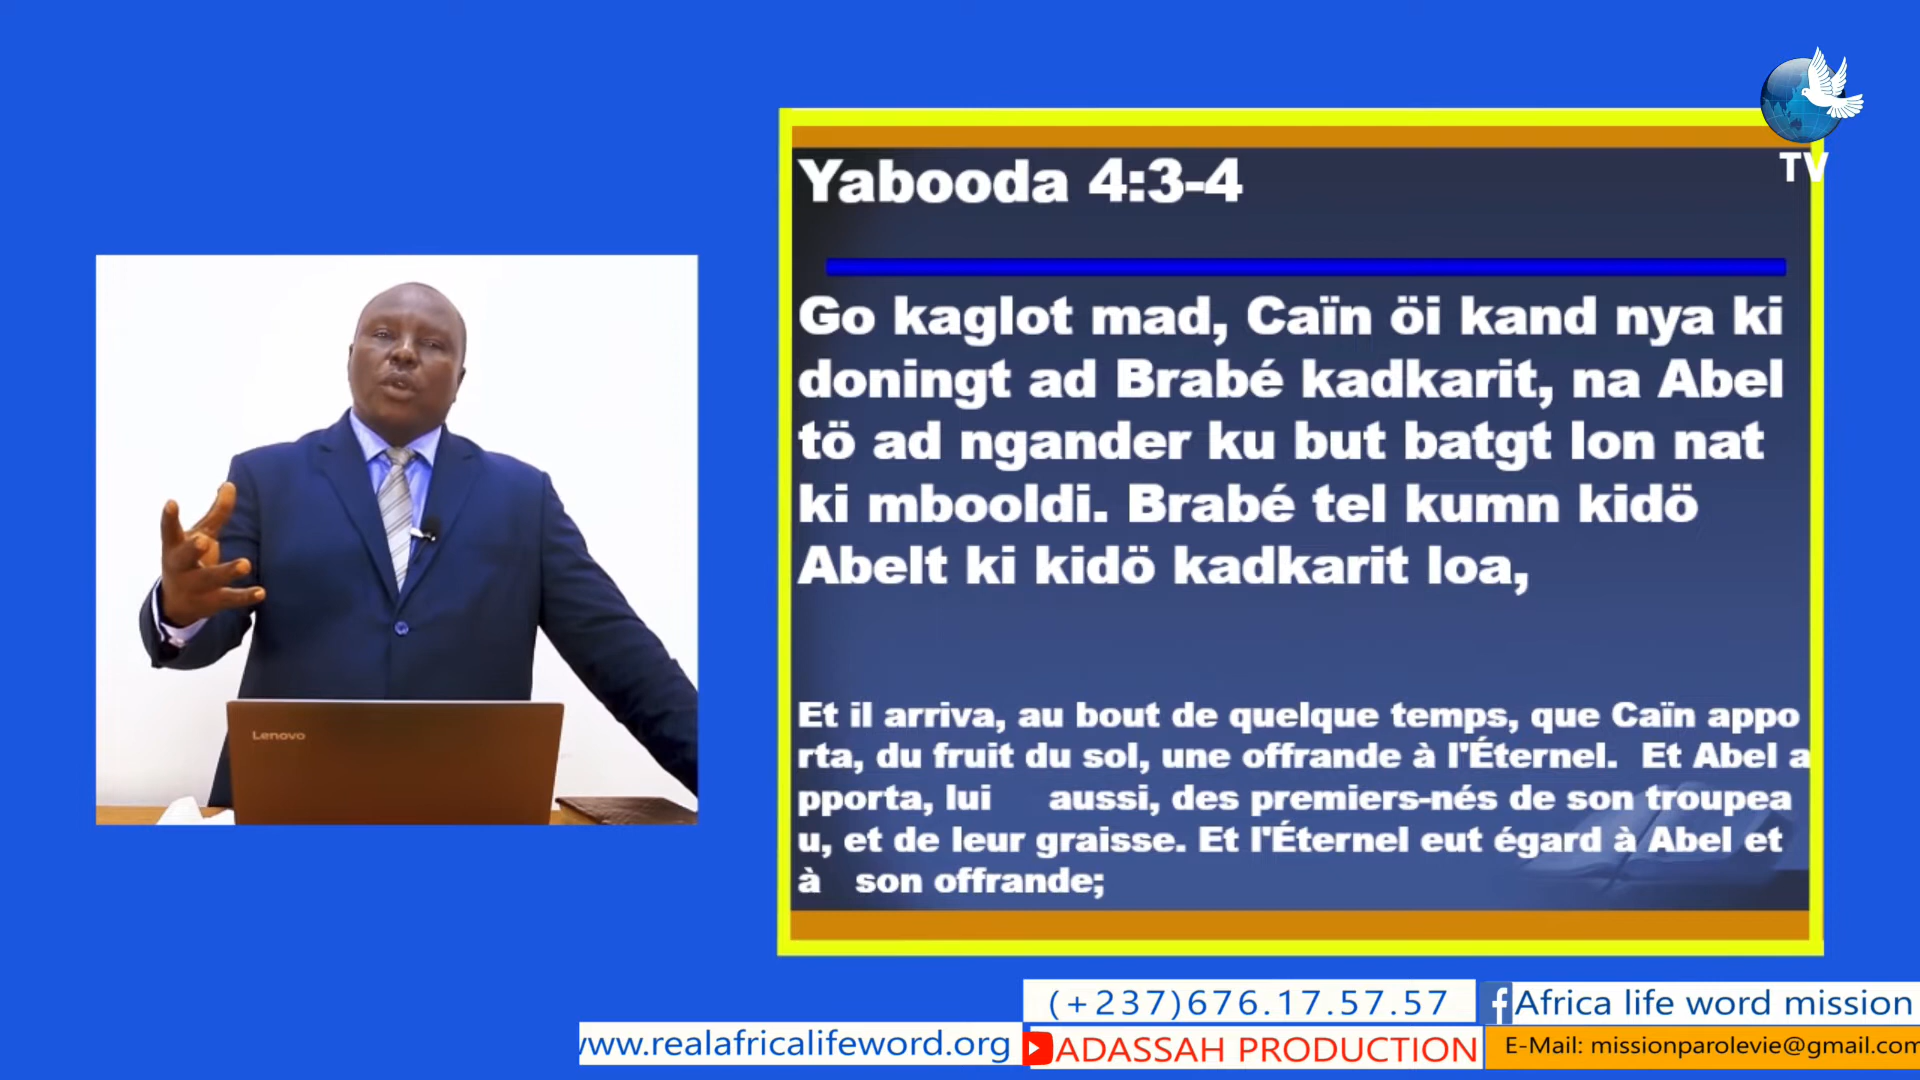 TV
Yabooda 4:3-4
Go kaglot mad, Caïn öi kand nya ki
doningt ad Brabé kadkarit, na Abel
tö ad ngander ku but batgt lon nat
ki mbooldi. Brabé tel kumn kidö
Abelt ki kidö kadkarit loa,
Et il arriva, au bout de quelque temps, que Caïn appo
rta, du fruit du sol, une offrande à l'Éternel. Et Abel a
pporta, lui aussi, des premiers-nés de son troupea
u, et de leur graisse. Et l'Éternel eut égard à Abel et
à son offrande;
Lenovo
(+237)676.17.57.57
Africa life word mission
www.realafricalifeword.org
ADASSAH PRODUCTION
E-Mail: missionparolevie@gmail.com